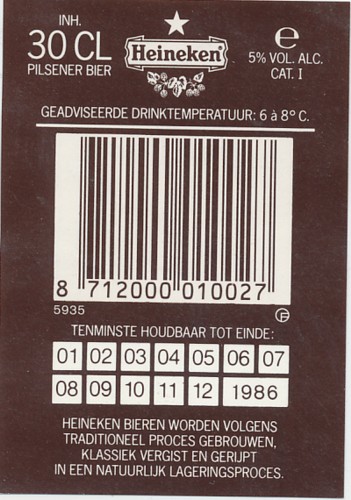 INH.
30 CL
PILSENER BIER
Heineken®
e
5% VOL. ALC.
CAT. I
GEADVISEERDE DRINKTEMPERATUUR: 6 à 8° C.
8 712000 010027
5935
TENMINSTE HOUDBAAR TOT EINDE:
01 02 03 04 05 06 07
08 09 10 11 12 1986
HEINEKEN BIEREN WORDEN VOLGENS
TRADITIONEEL PROCES GEBROUWEN,
KLASSIEK VERGIST EN GERIJPT
IN EEN NATUURLIJK LAGERINGSPROCES.